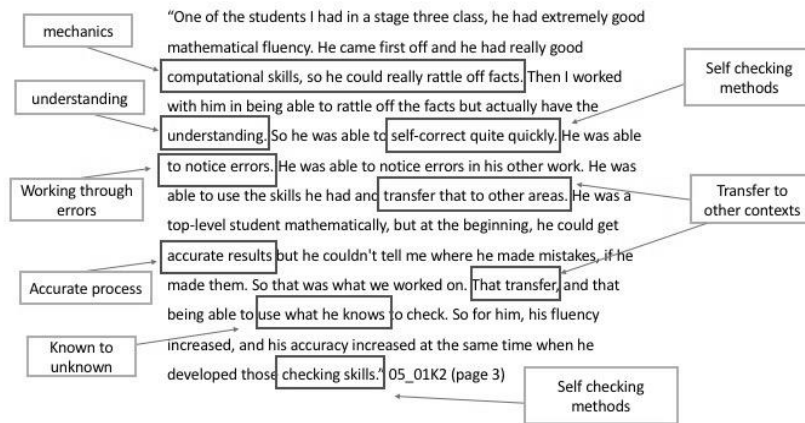 mechanics
understanding
Working through
errors
Accurate process
Known to
unknown
“One of the students I had in a stage three class, he had extremely good
mathematical fluency. He came first off and he had really good
computational skills, so he could really rattle off facts. Then I worked
with him in being able to rattle off the facts but actually have the
understanding. So he was able to self-correct quite quickly. He was able
to notice errors. He was able to notice errors in his other work. He was
able to use the skills he had and transfer that to other areas. He was a
top-level student mathematically, but at the beginning, he could get
accurate results but he couldn't tell me where he made mistakes, if he
made them. So that was what we worked on. That transfer, and that
being able to use what he knows to check. So for him, his fluency
increased, and his accuracy increased at the same time when he
developed those checking skills.” 05_01K2 (page 3)
Self checking
methods
Transfer to
other contexts
Self checking
methods